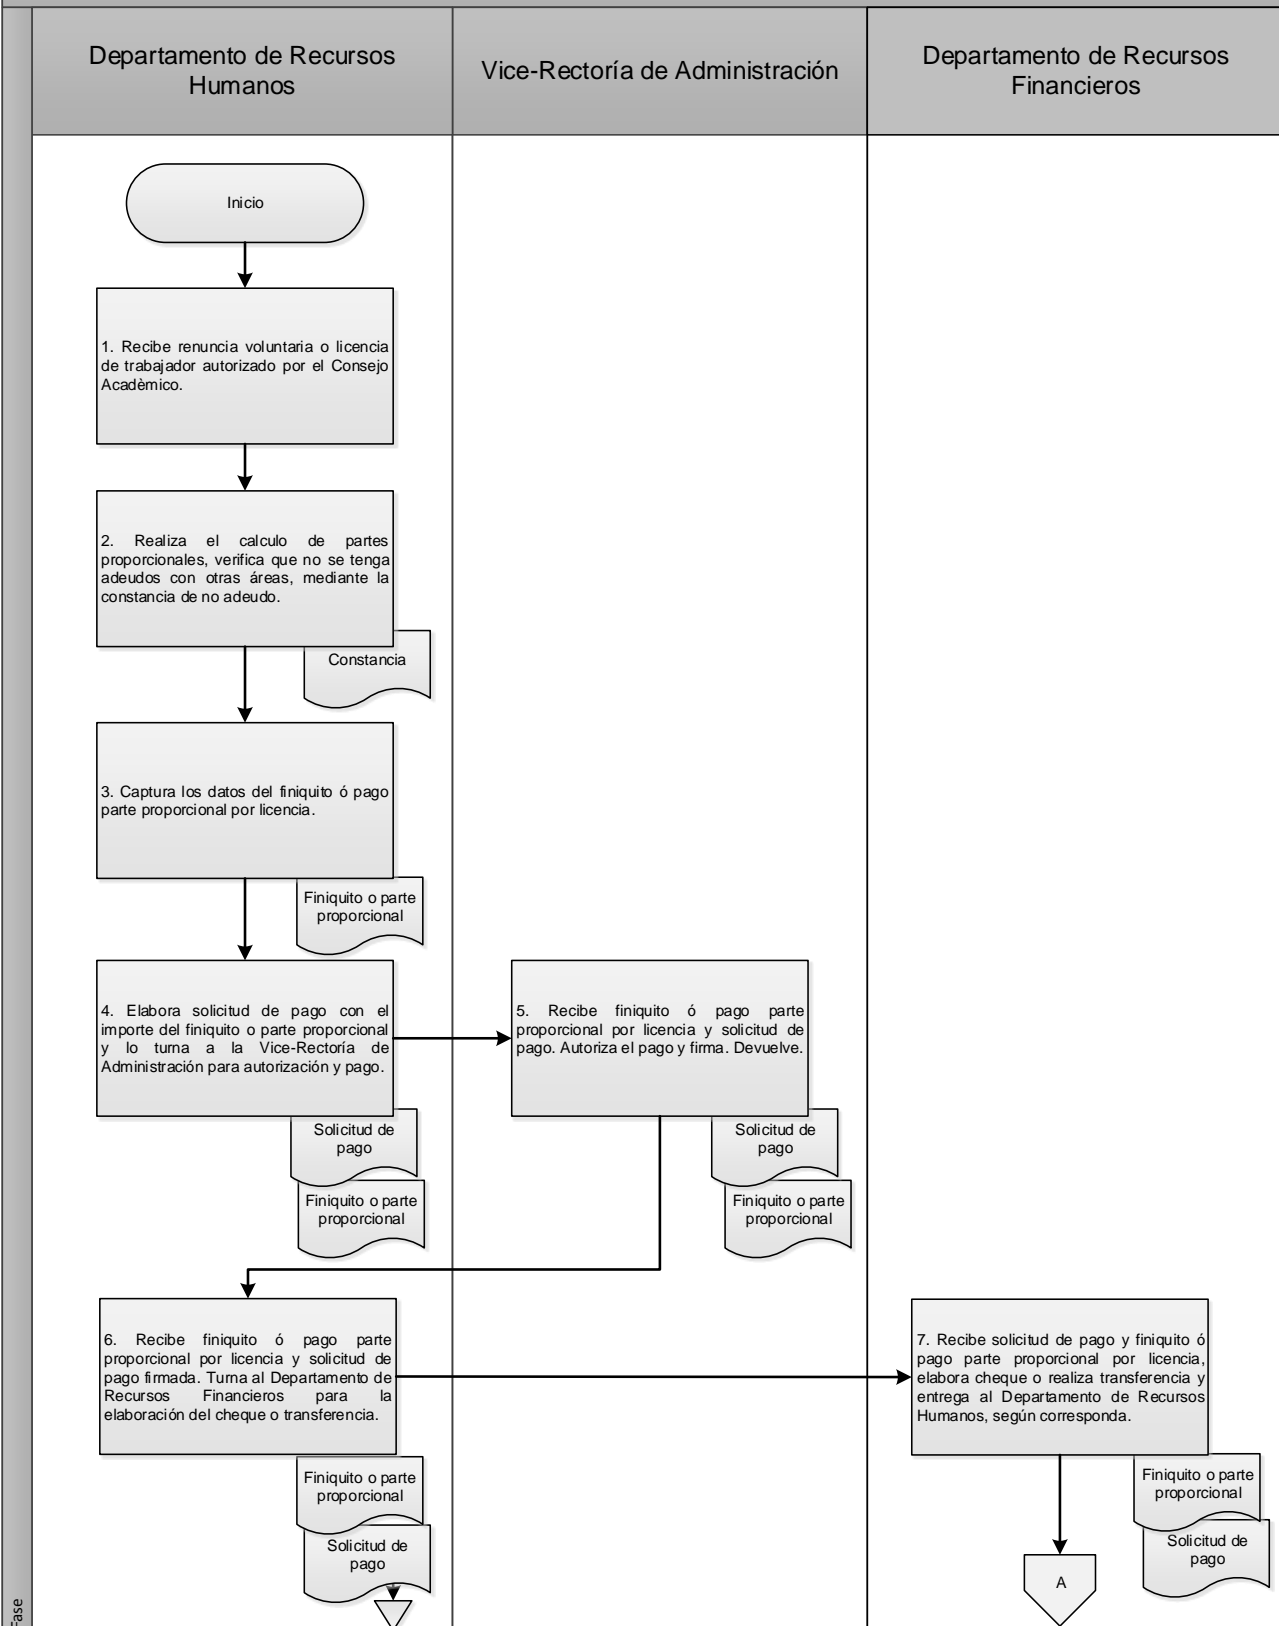 Departamento de Recursos
Humanos
Vice-Rectoría de Administración
Departamento de Recursos
Financieros
Inicio
1. Recibe renuncia voluntaria o licencia
de trabajador autorizado por el Consejo
Acadèmico.
2. Realiza el calculo de partes
proporcionales, verifica que no se tenga
adeudos con otras áreas, mediante la
constancia de no adeudo.
Constancia
3. Captura los datos del finiquito ó pago
parte proporcional por licencia.
Finiquito o parte
proporcional
4. Elabora solicitud de pago con el
importe del finiquito o parte proporcional
y lo turna a la Vice-Rectoría de
Administración para autorización y pago.
Solicitud de
pago
Finiquito o parte
proporcional
5. Recibe finiquito ó pago parte
proporcional por licencia y solicitud de
pago. Autoriza el pago y firma. Devuelve.
Solicitud de
pago
Finiquito o parte
proporcional
6. Recibe finiquito ó pago parte
proporcional por licencia y solicitud de
pago firmada. Turna al Departamento de
Recursos Financieros para la
elaboración del cheque o transferencia.
Finiquito o parte
proporcional
Solicitud de
pago
7. Recibe solicitud de pago y finiquito ó
pago parte proporcional por licencia,
elabora cheque o realiza transferencia y
entrega al Departamento de Recursos
Humanos, según corresponda.
Finiquito o parte
proporcional
Solicitud de
pago
A
Fase